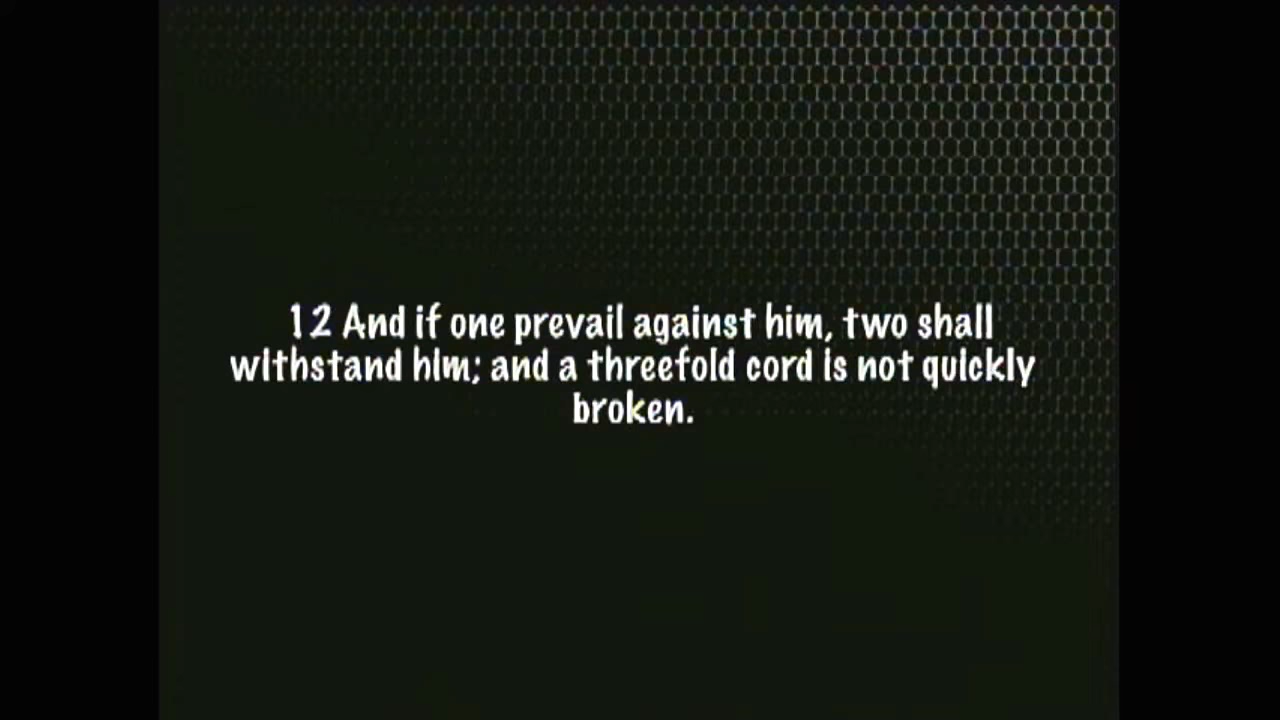 12 And if one prevail against him, two shall
withstand him; and a threefold cord is not quickly
broken.